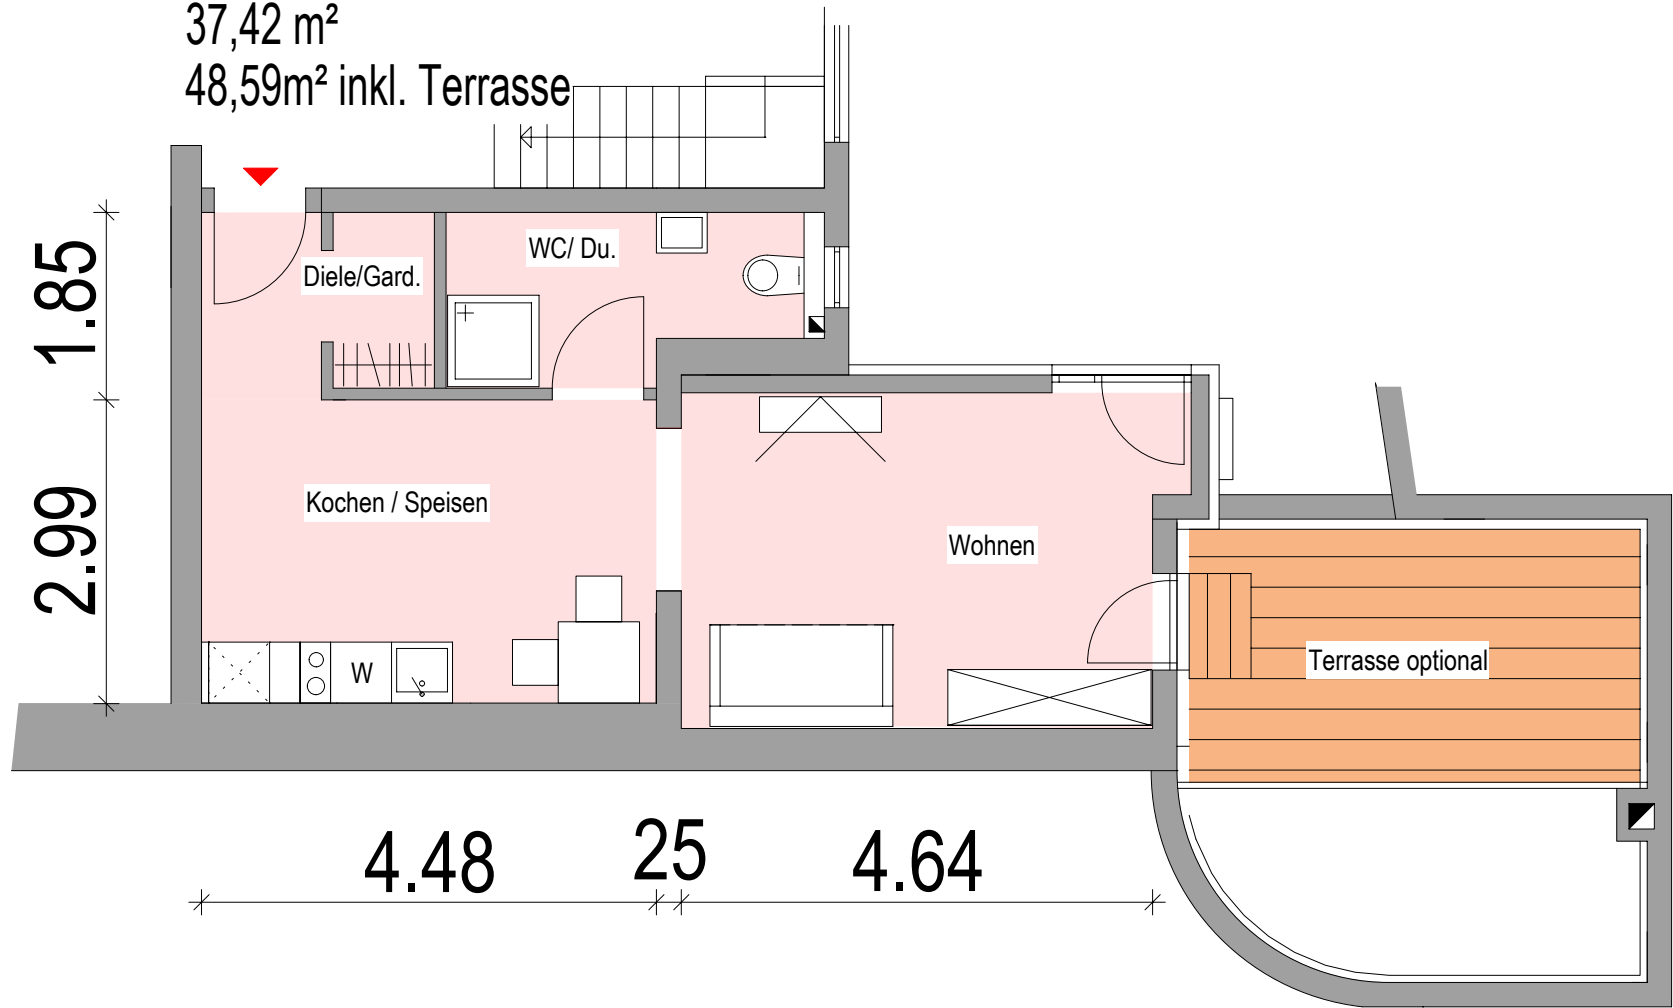 37,42 m²
48,59m² inkl. Terrasse
WC/ Du.
Diele/Gard.
1.85
Kochen / Speisen
2.99
Wohnen
W
Terrasse optional
4.48
25
4.64